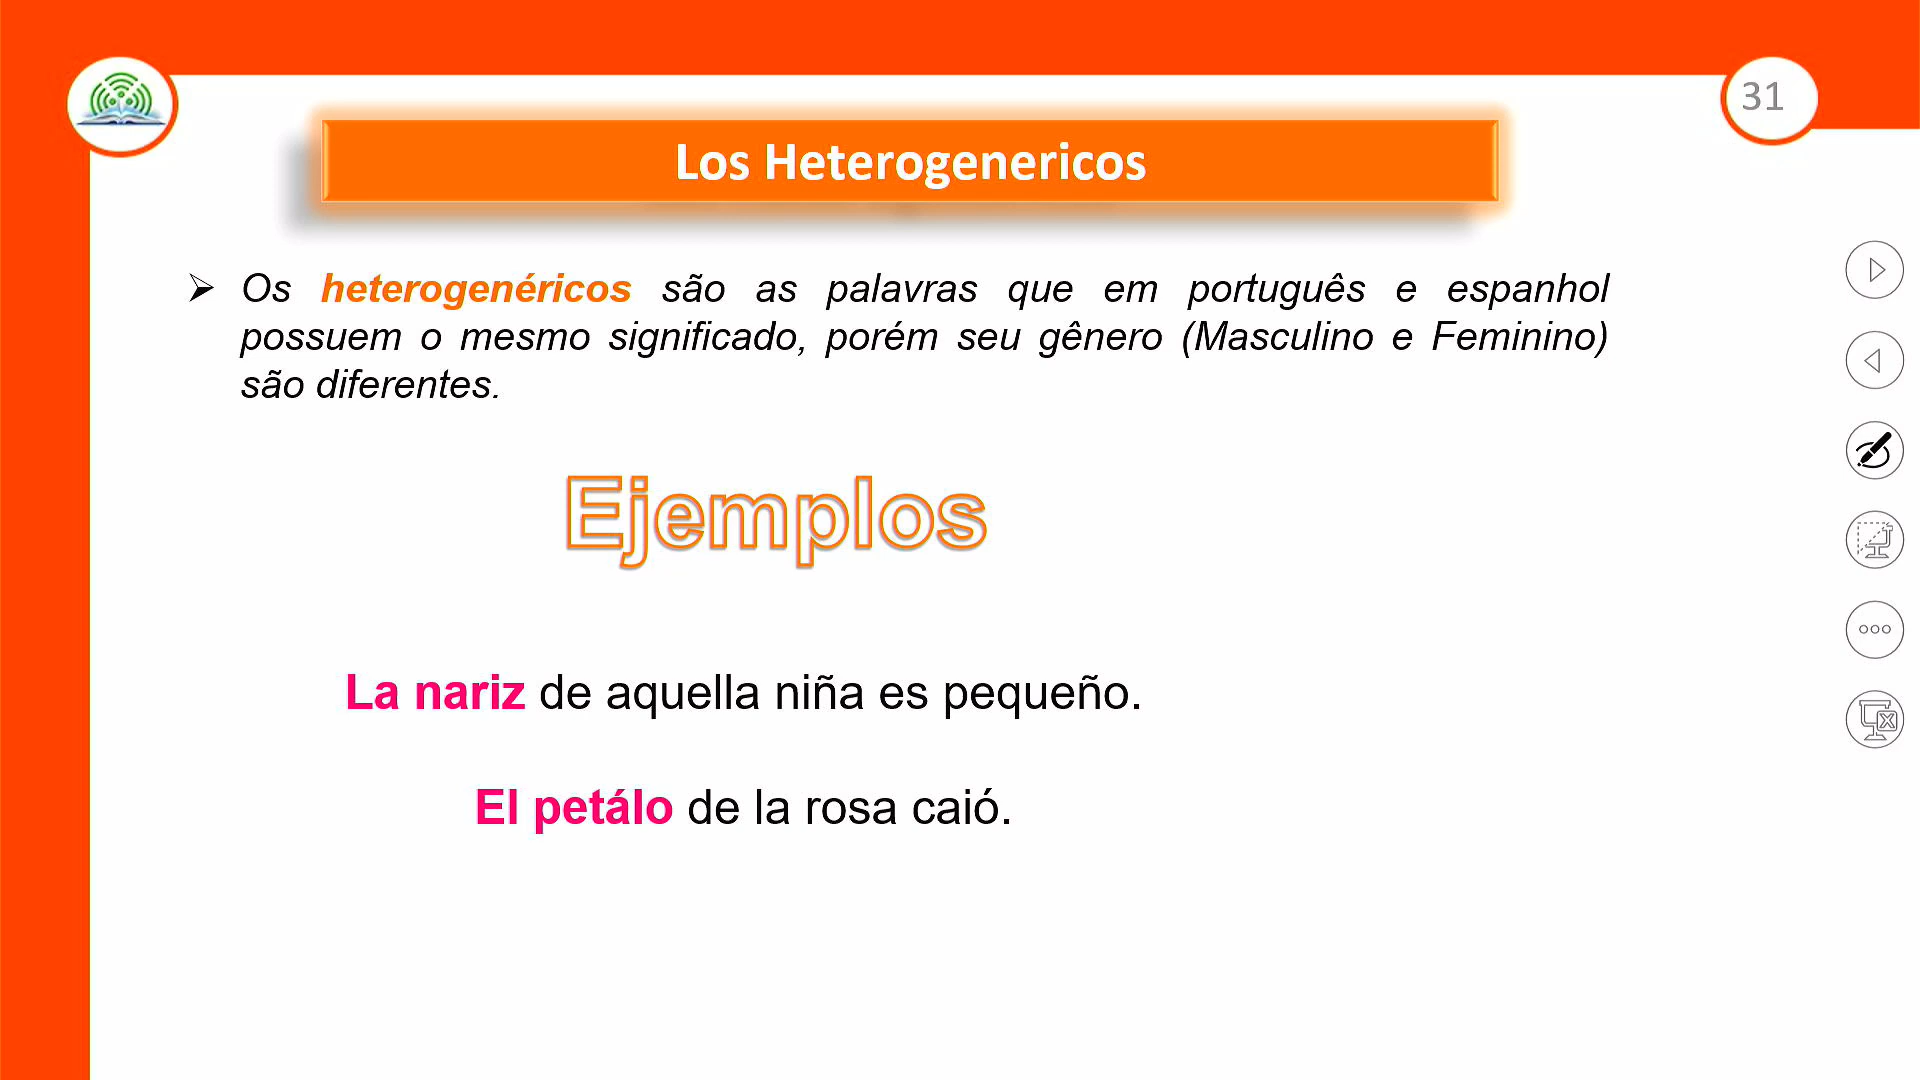 31
Los Heterogenericos
Os heterogenéricos são as palavras que em português e espanhol
possuem o mesmo significado, porém seu gênero (Masculino e Feminino)
são diferentes.
Ejemplos
La nariz de aquella niña es pequeño.
El petálo de la rosa caió.